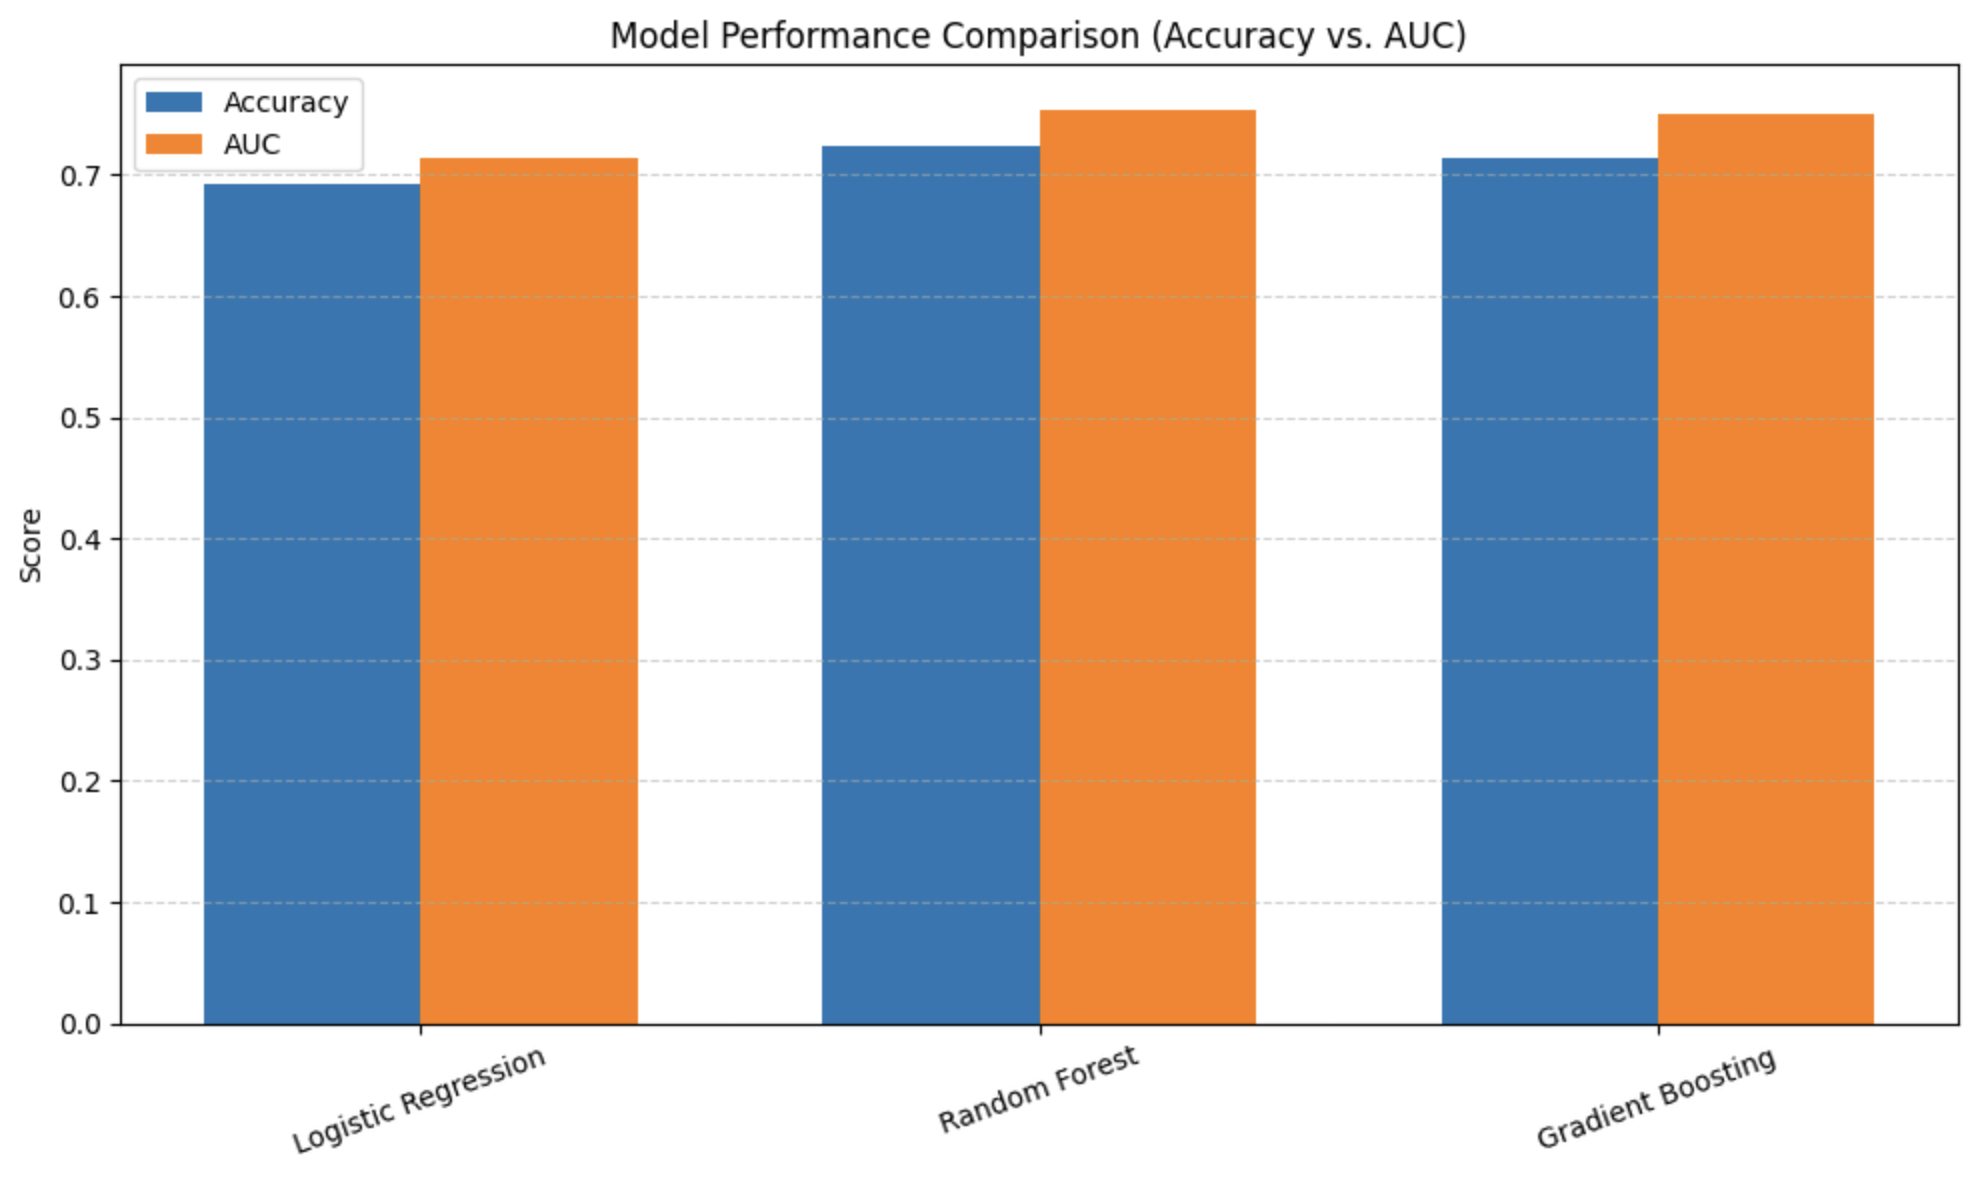 Model Performance Comparison (Accuracy vs. AUC)
Accuracy
AUC
0.7
0.6
0.5
0.4
0.3
0.2
0.1
0.0
Score
Logistic Regression
Random Forest
Gradient Boosting